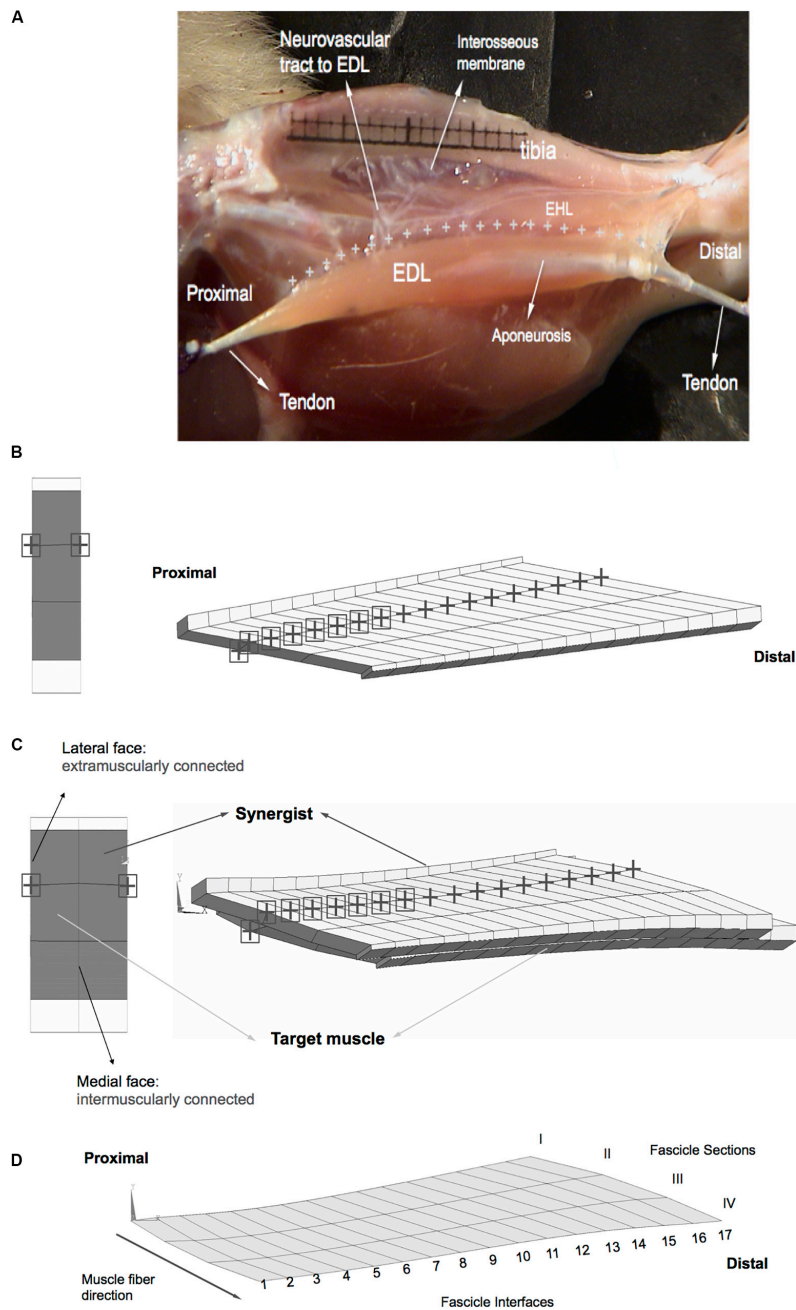 A
Neurovascular
tract to EDL
Interosseous
membrane
tibia
EHL
Distal
EDL
Proximal
Aponeurosis
Tendon
Tendon
B
Proximal
Distal
C
Lateral face:
extramuscularly connected
Synergist
Target muscle
Medial face:
intermuscularly connected
D
Proximal
I
II
Fascicle Sections
III
IV
1 2 3 4 5 6 7 8 9 10 11 12 13 14 15 16 17
Distal
Muscle fiber
direction
Fascicle Interfaces